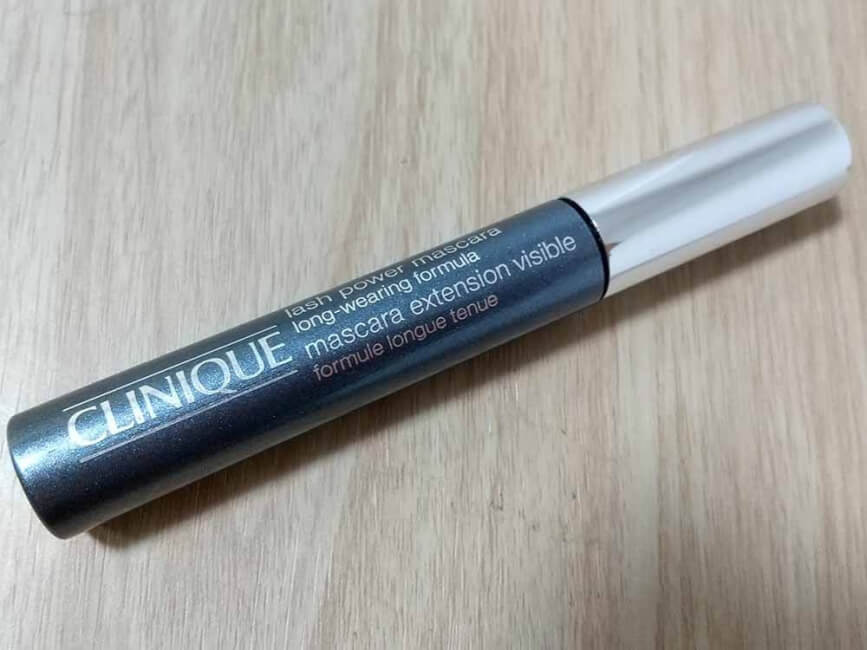 CLINIQUE
lash power mascara
long-wearing formula
mascara extension visible
formule longue tenue